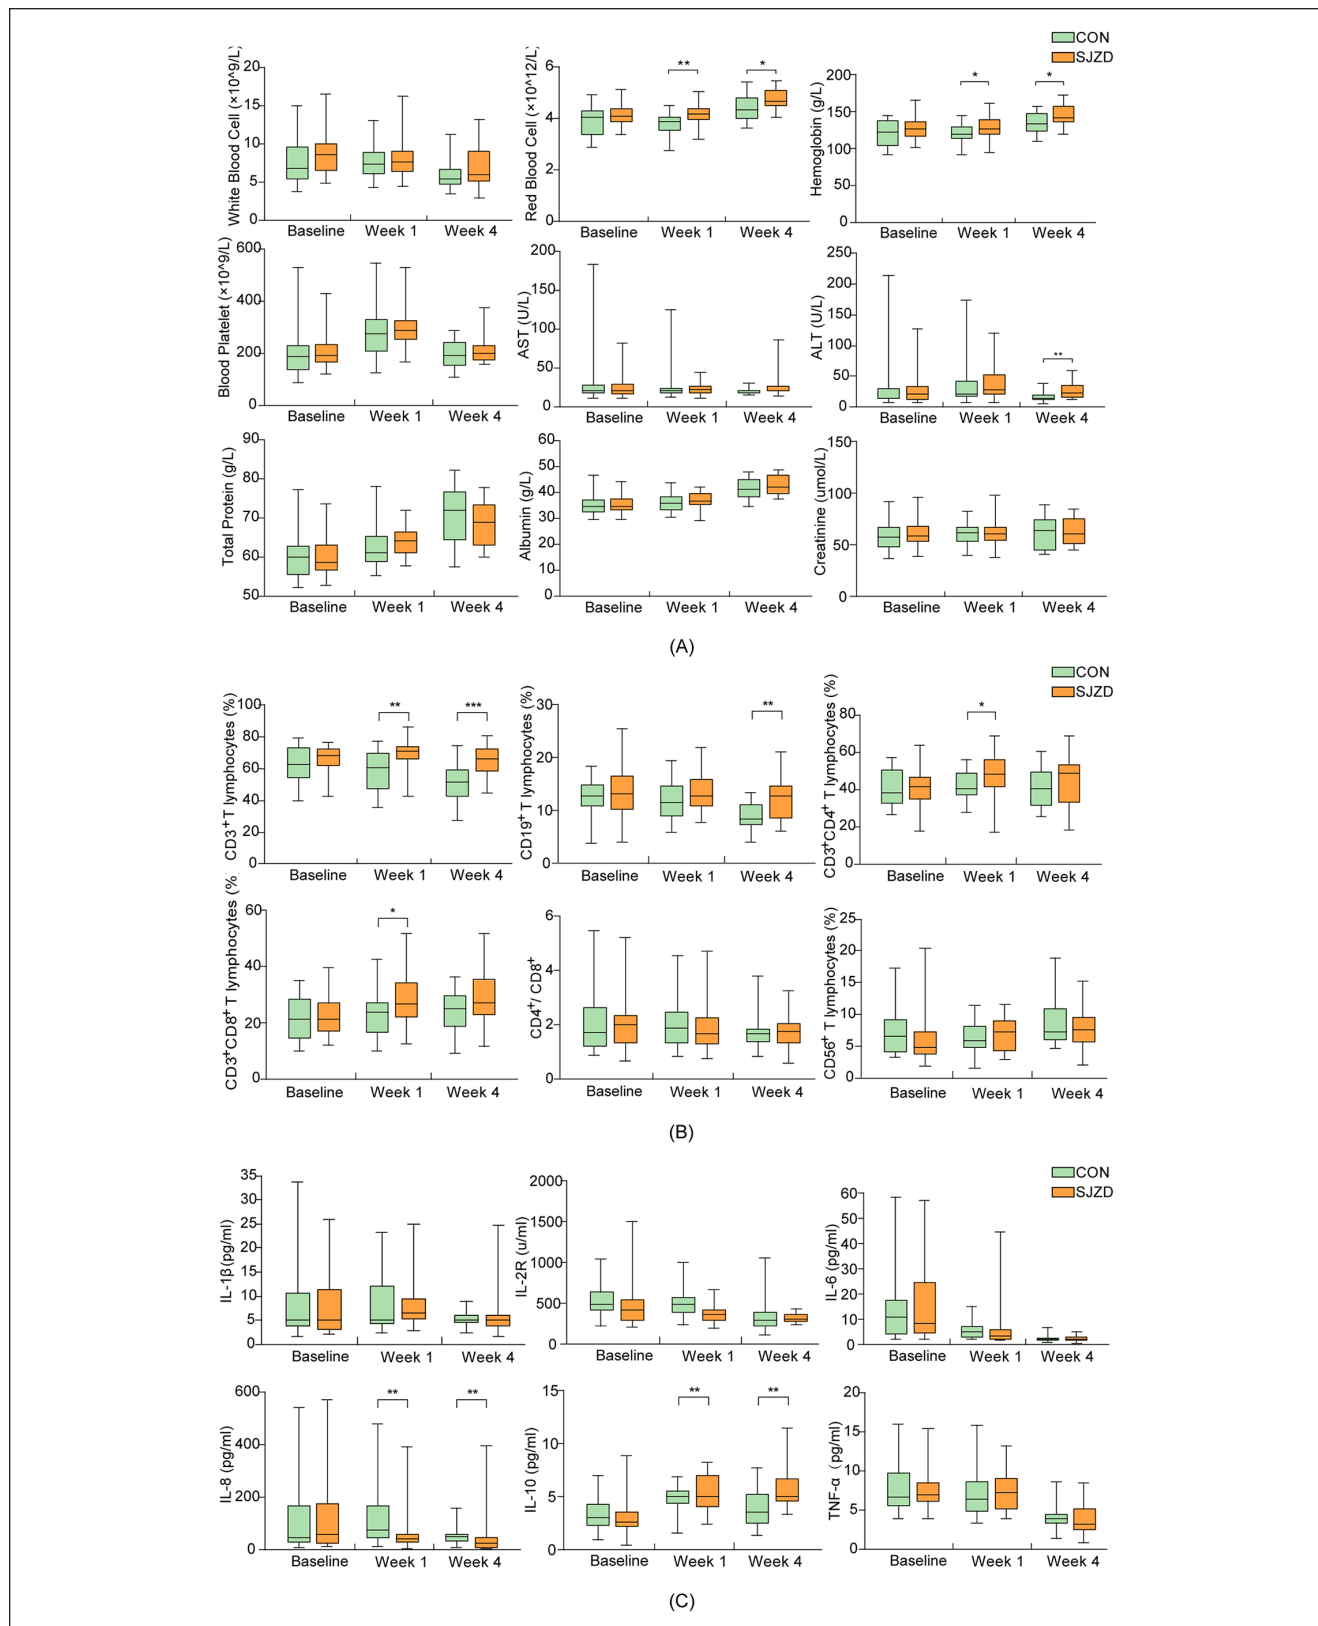 CON
SJZD
White Blood Cell (×10^9/L)
20
15
10
5
0
Baseline Week 1 Week 4
Red Blood Cell (×10^12/L)
6
4
2
0
** *
Baseline Week 1 Week 4
Hemoglobin (g/L)
200
150
100
50
0
* *
Baseline Week 1 Week 4
Blood Platelet (×10^9/L)
600
400
200
0
Baseline Week 1 Week 4
AST (U/L)
200
150
100
50
0
Baseline Week 1 Week 4
ALT (U/L)
250
200
150
100
50
0
**
Baseline Week 1 Week 4
Total Protein (g/L)
90
80
70
60
50
Baseline Week 1 Week 4
Albumin (g/L)
60
50
40
30
20
10
0
Baseline Week 1 Week 4
Creatinine (umol/L)
150
100
50
0
Baseline Week 1 Week 4
(A)
CON
SJZD
CD3⁺T lymphocytes (%)
100
80
60
40
20
0
** ***
Baseline Week 1 Week 4
CD19⁺ T lymphocytes (%)
30
20
10
0
**
Baseline Week 1 Week 4
CD3⁺CD4⁺ T lymphocytes (%)
80
60
40
20
0
*
Baseline Week 1 Week 4
CD3⁺CD8⁺ T lymphocytes (%
60
40
20
0
*
Baseline Week 1 Week 4
CD4⁺/ CD8⁺
6
4
2
0
Baseline Week 1 Week 4
CD56⁺ T lymphocytes (%)
25
20
15
10
5
0
Baseline Week 1 Week 4
(B)
CON
SJZD
IL-1β(pg/ml)
35
30
25
20
15
10
5
0
Baseline Week 1 Week 4
IL-2R (u/ml)
2000
1500
1000
500
0
Baseline Week 1 Week 4
IL-6 (pg/ml)
60
50
40
30
20
10
0
Baseline Week 1 Week 4
IL-8 (pg/ml)
600
400
200
0
** **
Baseline Week 1 Week 4
IL-10 (pg/ml)
15
10
5
0
** **
Baseline Week 1 Week 4
TNF-α (pg/ml)
20
15
10
5
0
Baseline Week 1 Week 4
(C)